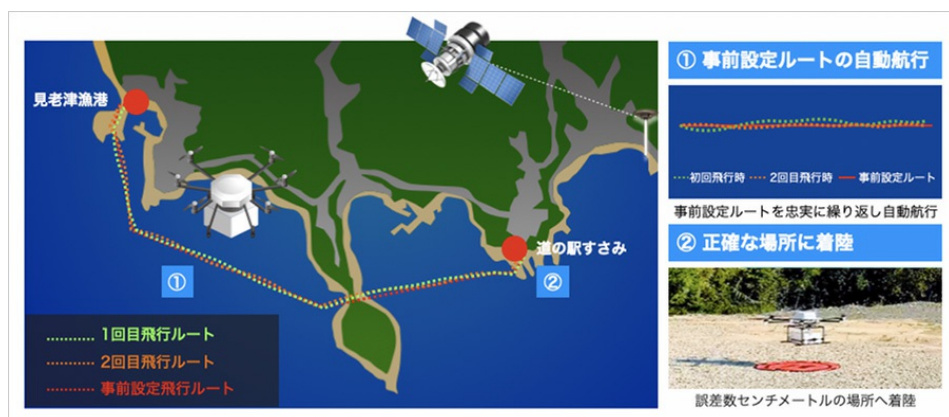 見老津漁港
道の駅すさみ
①
②
1回目飛行ルート
2回目飛行ルート
事前設定飛行ルート
① 事前設定ルートの自動航行
初回飛行時 2回目飛行時 事前設定ルート
事前設定ルートを忠実に繰り返し自動航行
② 正確な場所に着陸
誤差数センチメートルの場所へ着陸